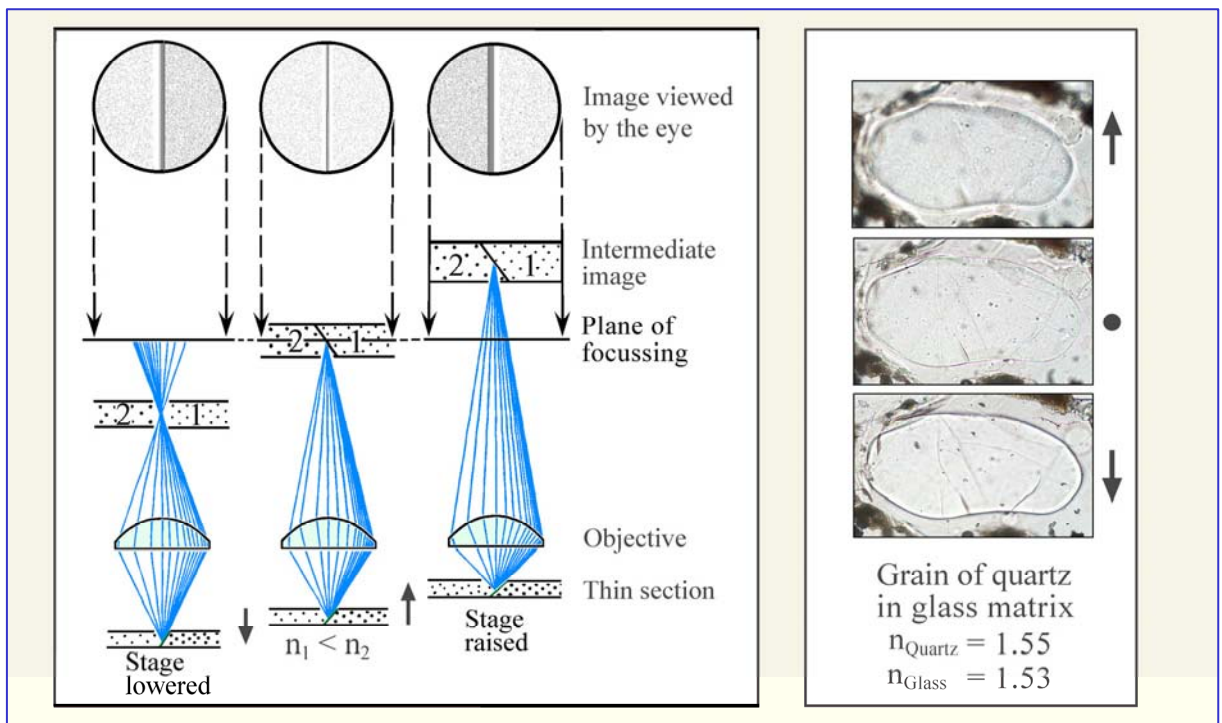 Image viewed
by the eye
Intermediate
image
2 1
Plane of
focussing
2 1
2 1
Objective
Thin section
Stage
raised
n₁ < n₂
Stage
lowered
Grain of quartz
in glass matrix
nQuartz = 1.55
nGlass = 1.53